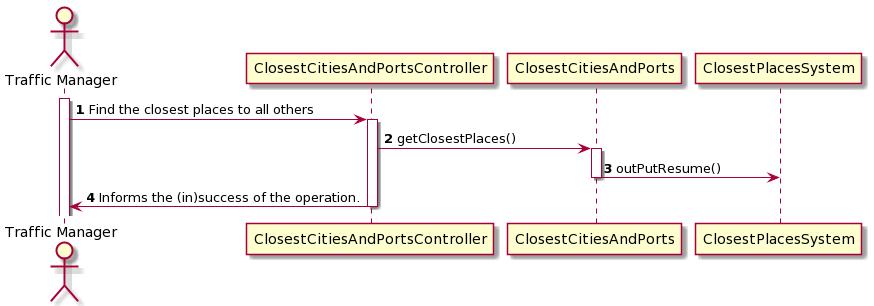 Traffic Manager
ClosestCitiesAndPortsController
ClosestCitiesAndPorts
ClosestPlacesSystem
1 Find the closest places to all others
2 getClosestPlaces()
3 outPutResume()
4 Informs the (in)success of the operation.
Traffic Manager
ClosestCitiesAndPortsController
ClosestCitiesAndPorts
ClosestPlacesSystem